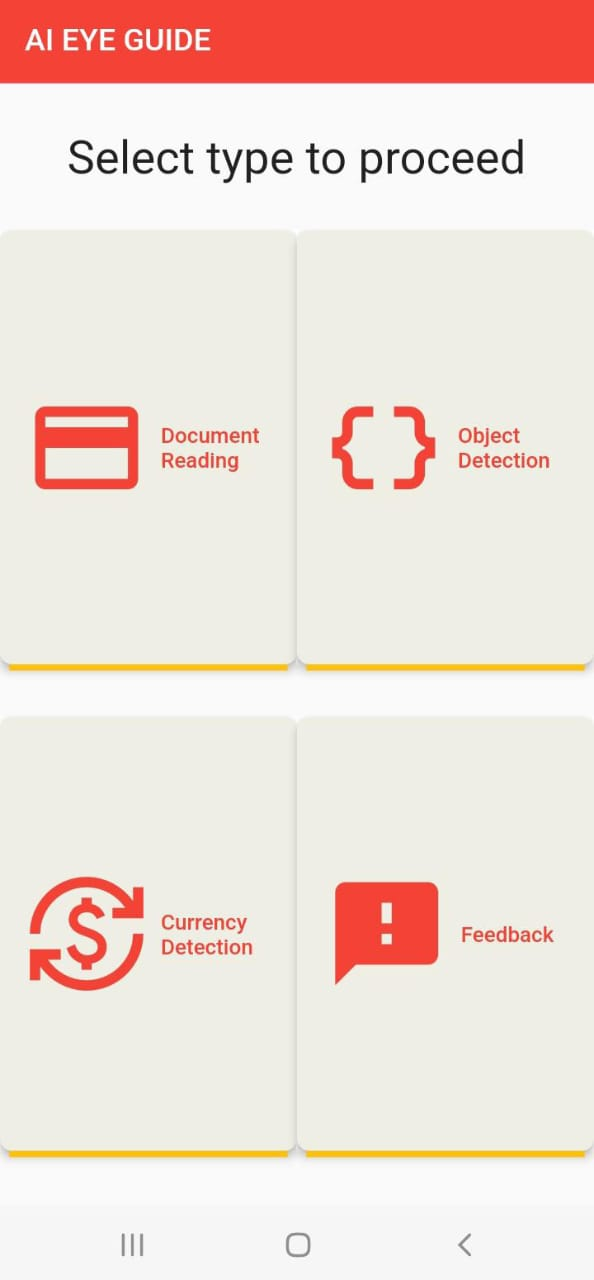 AI EYE GUIDE
Select type to proceed
Document
Reading
Object
Detection
Currency
Detection
Feedback